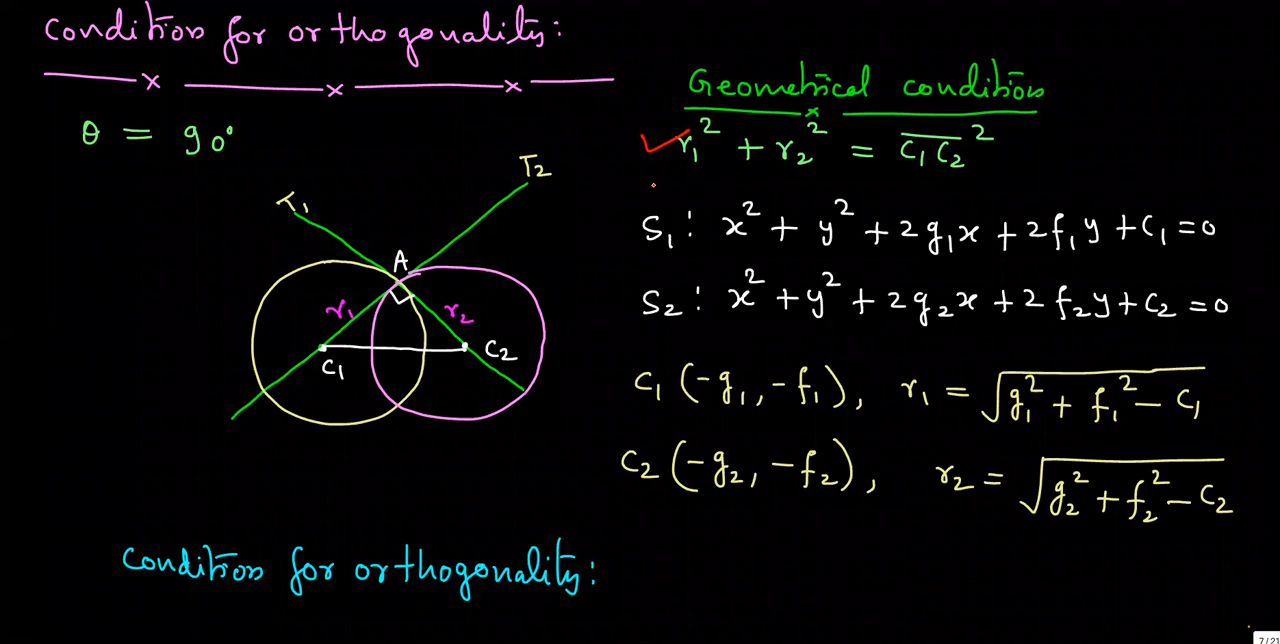 Condition for orthogonality:
θ = 90°
Geometrical condition
r₁² + r₂² = C₁C₂²
T₁
T₂
A
r₁
r₂
C₁
C₂
S₁: x² + y² + 2g₁x + 2f₁y + C₁ = 0
S₂: x² + y² + 2g₂x + 2f₂y + C₂ = 0
C₁(-g₁, -f₁), r₁ = √(g₁² + f₁² - C₁)
C₂(-g₂, -f₂), r₂ = √(g₂² + f₂² - C₂)
Condition for orthogonality:
7/21